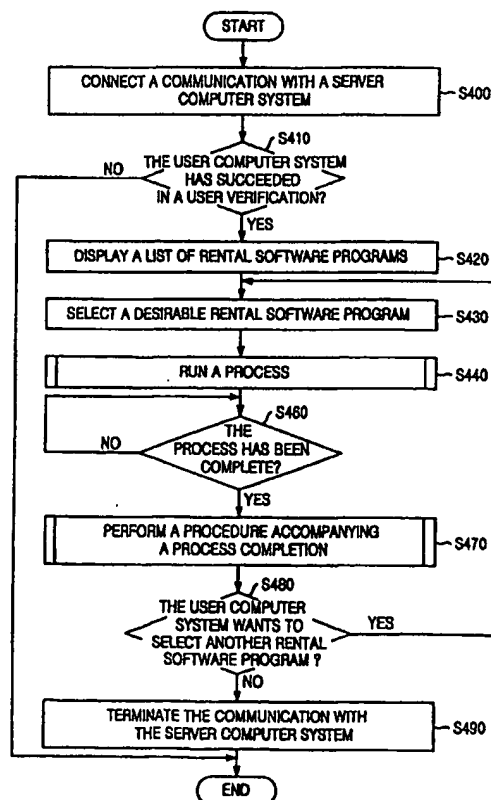 START
CONNECT A COMMUNICATION WITH A SERVER
COMPUTER SYSTEM
S400
S410
THE USER COMPUTER SYSTEM
HAS SUCCEEDED
IN A USER VERIFICATION?
NO
YES
DISPLAY A LIST OF RENTAL SOFTWARE PROGRAMS
S420
SELECT A DESIRABLE RENTAL SOFTWARE PROGRAM
S430
RUN A PROCESS
S440
S460
THE
PROCESS HAS BEEN
COMPLETE?
NO
YES
PERFORM A PROCEDURE ACCOMPANYING
A PROCESS COMPLETION
S470
S480
THE USER COMPUTER
SYSTEM WANTS TO
SELECT ANOTHER RENTAL
SOFTWARE PROGRAM ?
YES
NO
TERMINATE THE COMMUNICATION WITH
THE SERVER COMPUTER SYSTEM
S490
END